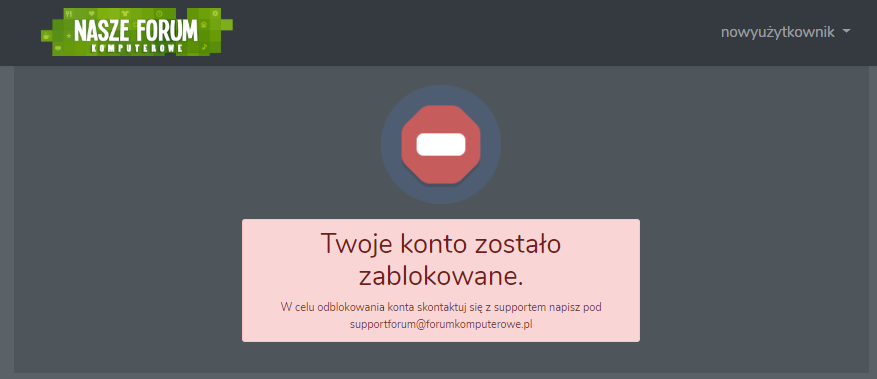 NASZE FORUM
KOMPUTEROWE
nowyużytkownik
Twoje konto zostało
zablokowane.
W celu odblokowania konta skontaktuj się z supportem napisz pod
supportforum@forumkomputerowe.pl